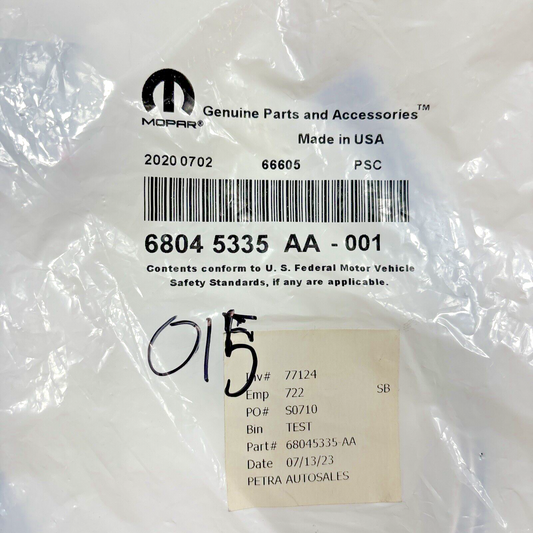 Genuine Parts and Accessories™
MOPAR®
Made in USA
2020 0702 66605 PSC
6804 5335 AA - 001
Contents conform to U. S. Federal Motor Vehicle
Safety Standards, if any are applicable.
015
Inv# 77124
Emp 722 SB
PO# S0710
Bin TEST
Part# 68045335-AA
Date 07/13/23
PETRA AUTOSALES